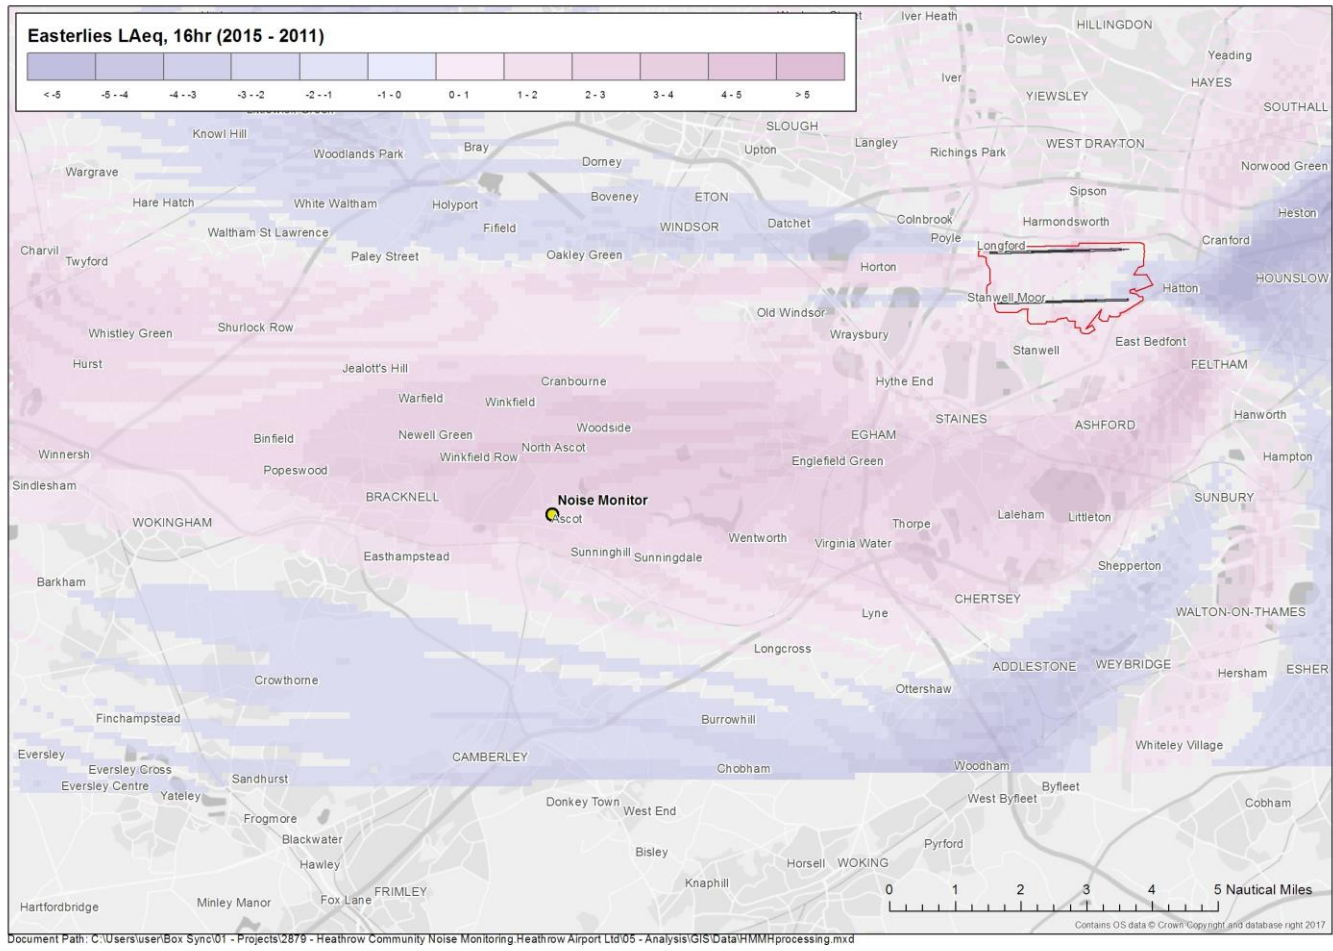 Easterlies LAeq, 16hr (2015 - 2011)
< -5 -5 - -4 -4 - -3 -3 - -2 -2 - -1 -1 - 0 0 - 1 1 - 2 2 - 3 3 - 4 4 - 5 > 5
Iver Heath
HILLINGDON
Cowley
Yeading
Iver
HAYES
YIEWSLEY
SOUTHALL
SLOUGH
Knowl Hill
Langley
WEST DRAYTON
Bray
Upton
Richings Park
Woodlands Park
Dorney
Norwood Green
Wargrave
Sipson
Hare Hatch
White Waltham
Holyport
Boveney
ETON
Heston
Colnbrook
Harmondsworth
Datchet
Fifield
WINDSOR
Waltham St Lawrence
Poyle
Cranford
Longford
Charvil
Paley Street
Oakley Green
Twyford
Horton
HOUNSLOW
Hatton
Stanwell Moor
Old Windsor
Shurlock Row
Whistley Green
Wraysbury
East Bedfont
Stanwell
Hurst
Jealott's Hill
FELTHAM
Cranbourne
Hythe End
Warfield
Winkfield
Hanworth
STAINES
ASHFORD
Woodside
Newell Green
EGHAM
Binfield
North Ascot
Winnersh
Winkfield Row
Englefield Green
Hampton
Popeswood
Sindlesham
BRACKNELL
Noise Monitor
SUNBURY
Ascot
Laleham
Littleton
WOKINGHAM
Thorpe
Wentworth
Virginia Water
Easthampstead
Sunninghill
Sunningdale
Shepperton
Barkham
CHERTSEY
Lyne
WALTON-ON-THAMES
Longcross
ADDLESTONE
WEYBRIDGE
Hersham
ESHER
Crowthorne
Ottershaw
Finchampstead
Burrowhill
Whiteley Village
Eversley
CAMBERLEY
Chobham
Woodham
Eversley Cross
Sandhurst
Eversley Centre
Byfleet
Yateley
West Byfleet
Donkey Town
West End
Cobham
Frogmore
Blackwater
Pyrford
Bisley
Hawley
Horsell
WOKING
Knaphill
FRIMLEY
Fox Lane
Minley Manor
Hartfordbridge
0 1 2 3 4 5 Nautical Miles
Contains OS data © Crown Copyright and database right 2017
Document Path: C:\Users\user\Box Sync\01 - Projects\2879 - Heathrow Community Noise Monitoring.Heathrow Airport Ltd\05 - Analysis\GIS\Data\HMMHprocessing.mxd